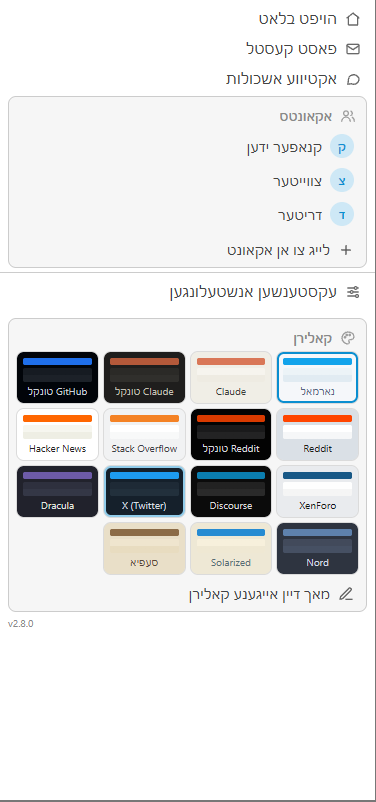 הויפט בלאט
פאסט קעסטל
אקטיווע אשכולות
אקאונטס
ק קנאפער ידען
צ צווייטער
ד דריטער
לייג צו אן אקאונט
עקסטענשען אנשטעלונגען
קאלירן
נארמאל
Claude
Claude טונקל
GitHub טונקל
Reddit
Reddit טונקל
Stack Overflow
Hacker News
XenForo
Discourse
X (Twitter)
Dracula
Nord
Solarized
סעפיא
מאך דיין אייגענע קאלירן
v2.8.0